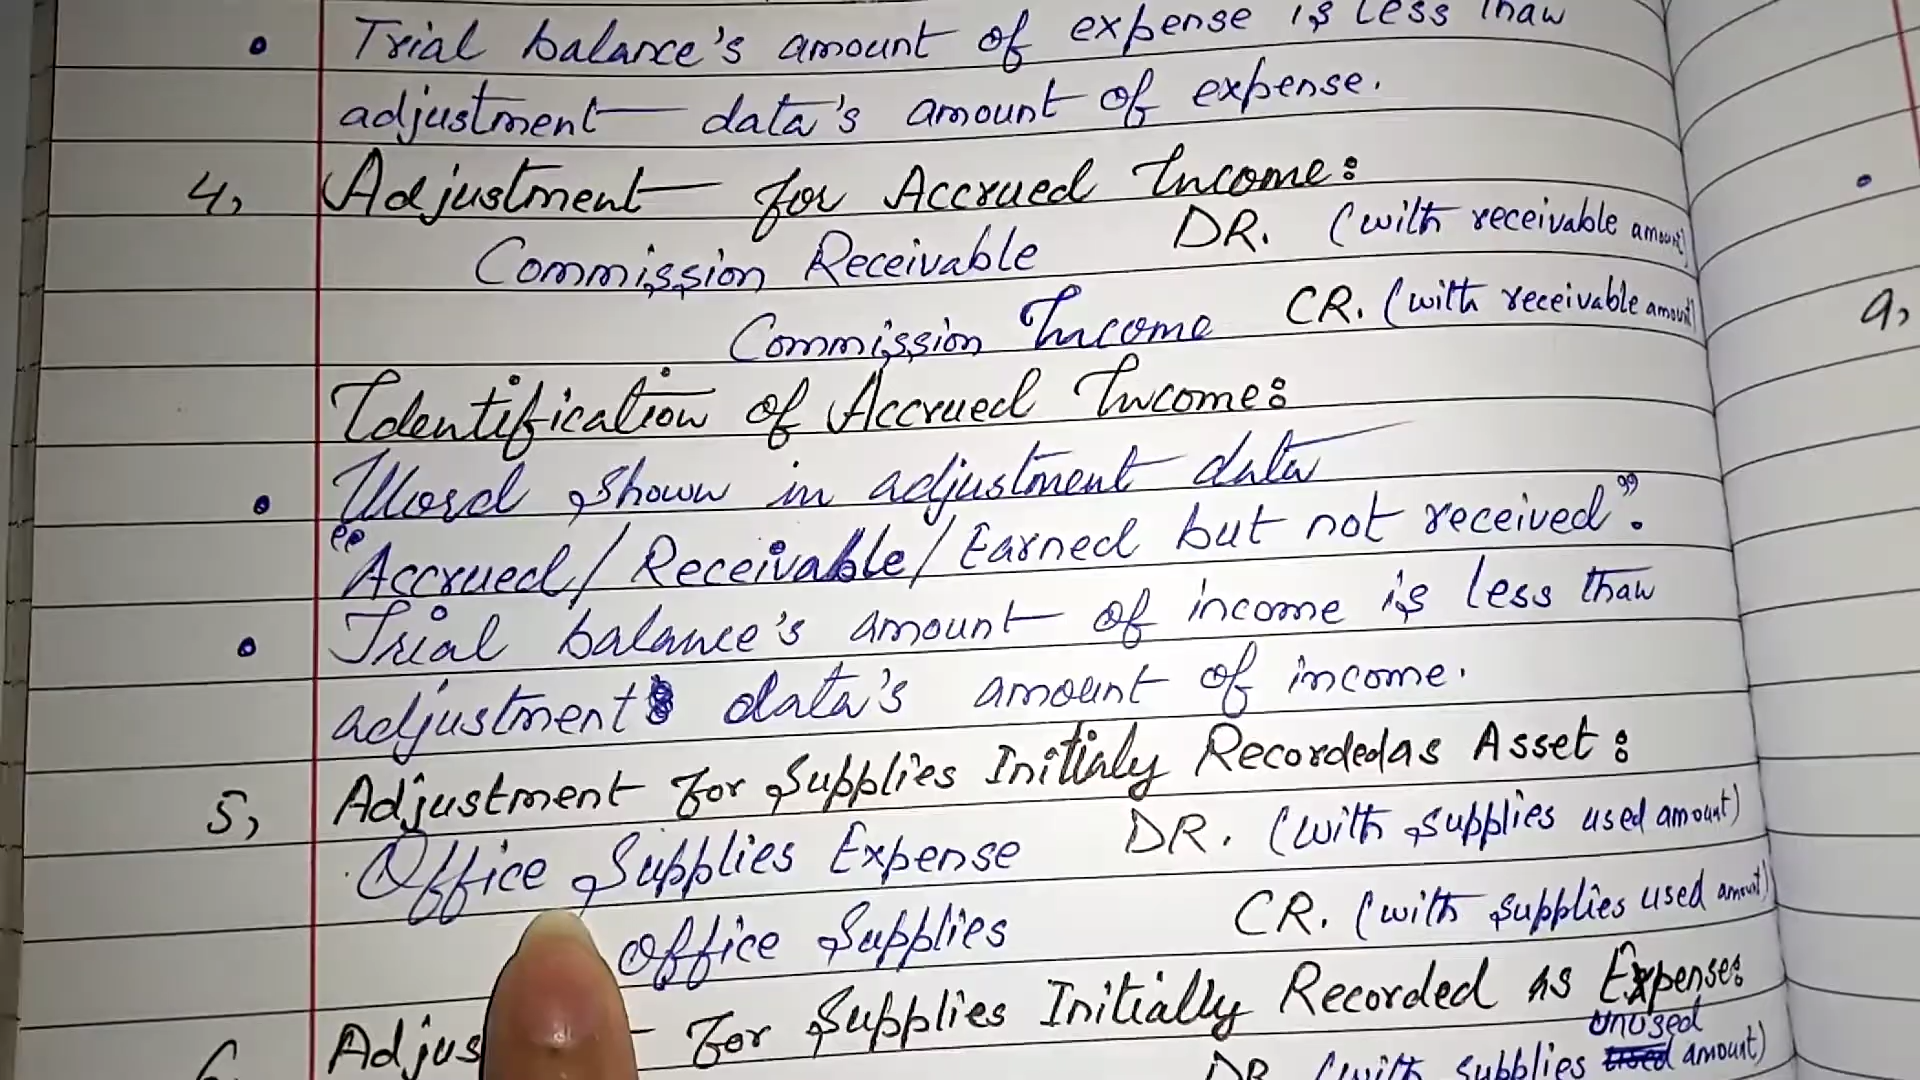 • Trial balance's amount of expense is less than
adjustment data's amount of expense.
4, Adjustment for Accrued Income:
Commission Receivable DR. (with receivable amount)
Commission Income CR. (with receivable amount)
Identification of Accrued Income:
• Word shown in adjustment data
"Accrued/Receivable/Earned but not received".
• Trial balance's amount of income is less than
adjustment data's amount of income.
5, Adjustment for Supplies Initialy Recorded as Asset:
Office Supplies Expense DR. (with supplies used amount)
Office Supplies CR. (with supplies used amount)
for Supplies Initially Recorded as Expense:
DR (with supplies unused amount)
9,